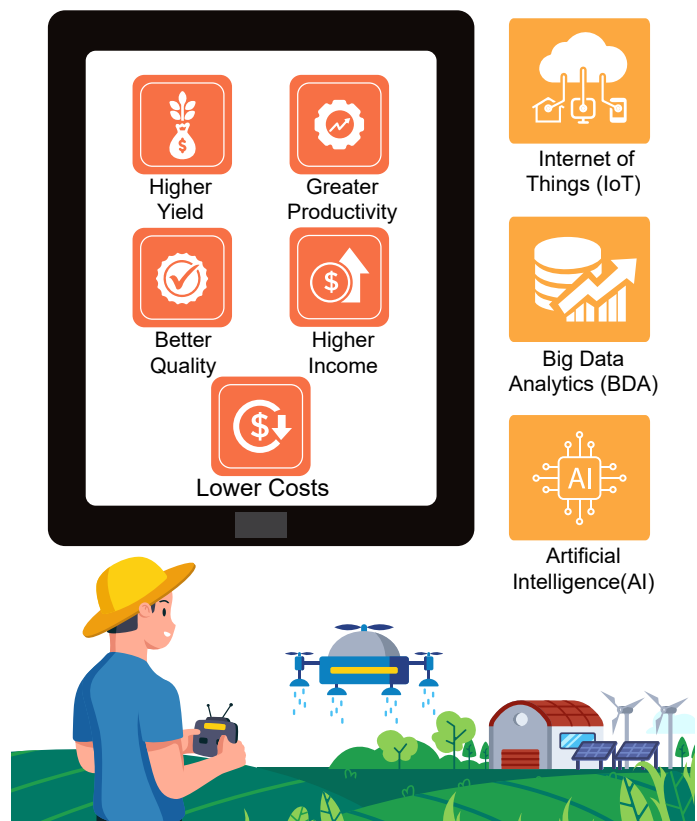 Higher
Yield
Greater
Productivity
Better
Quality
Higher
Income
Lower Costs
Internet of
Things (IoT)
Big Data
Analytics (BDA)
AI
Artificial
Intelligence(AI)
$
$
$